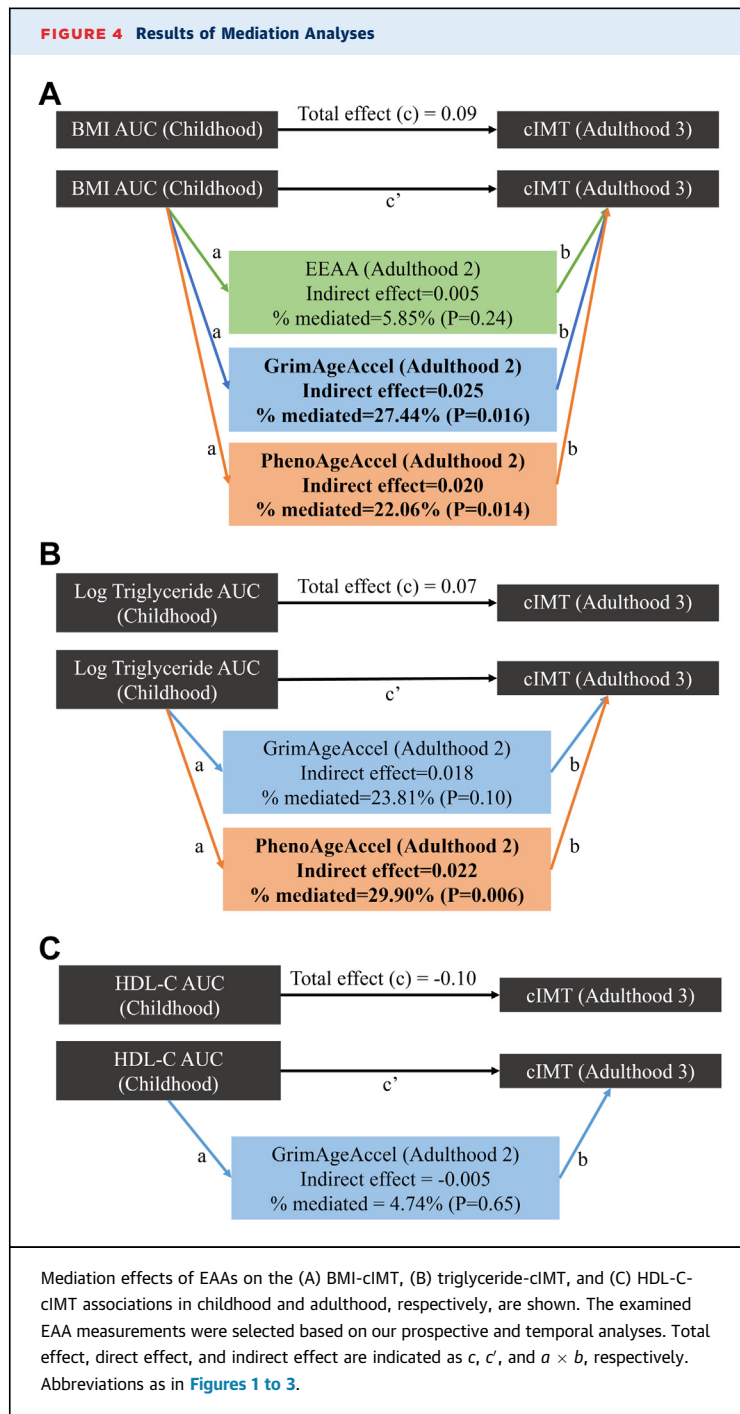 FIGURE 4 Results of Mediation Analyses
A
BMI AUC (Childhood)
Total effect (c) = 0.09
cIMT (Adulthood 3)
BMI AUC (Childhood)
c'
cIMT (Adulthood 3)
a
b
EEAA (Adulthood 2)
Indirect effect=0.005
% mediated=5.85% (P=0.24)
a
b
GrimAgeAccel (Adulthood 2)
Indirect effect=0.025
% mediated=27.44% (P=0.016)
a
b
PhenoAgeAccel (Adulthood 2)
Indirect effect=0.020
% mediated=22.06% (P=0.014)
B
Log Triglyceride AUC
(Childhood)
Total effect (c) = 0.07
cIMT (Adulthood 3)
Log Triglyceride AUC
(Childhood)
c'
cIMT (Adulthood 3)
a
b
GrimAgeAccel (Adulthood 2)
Indirect effect=0.018
% mediated=23.81% (P=0.10)
a
b
PhenoAgeAccel (Adulthood 2)
Indirect effect=0.022
% mediated=29.90% (P=0.006)
C
HDL-C AUC
(Childhood)
Total effect (c) = -0.10
cIMT (Adulthood 3)
HDL-C AUC
(Childhood)
c'
cIMT (Adulthood 3)
a
b
GrimAgeAccel (Adulthood 2)
Indirect effect = -0.005
% mediated = 4.74% (P=0.65)
Mediation effects of EAAs on the (A) BMI-cIMT, (B) triglyceride-cIMT, and (C) HDL-C-
cIMT associations in childhood and adulthood, respectively, are shown. The examined
EAA measurements were selected based on our prospective and temporal analyses. Total
effect, direct effect, and indirect effect are indicated as c, c′, and a × b, respectively.
Abbreviations as in Figures 1 to 3.